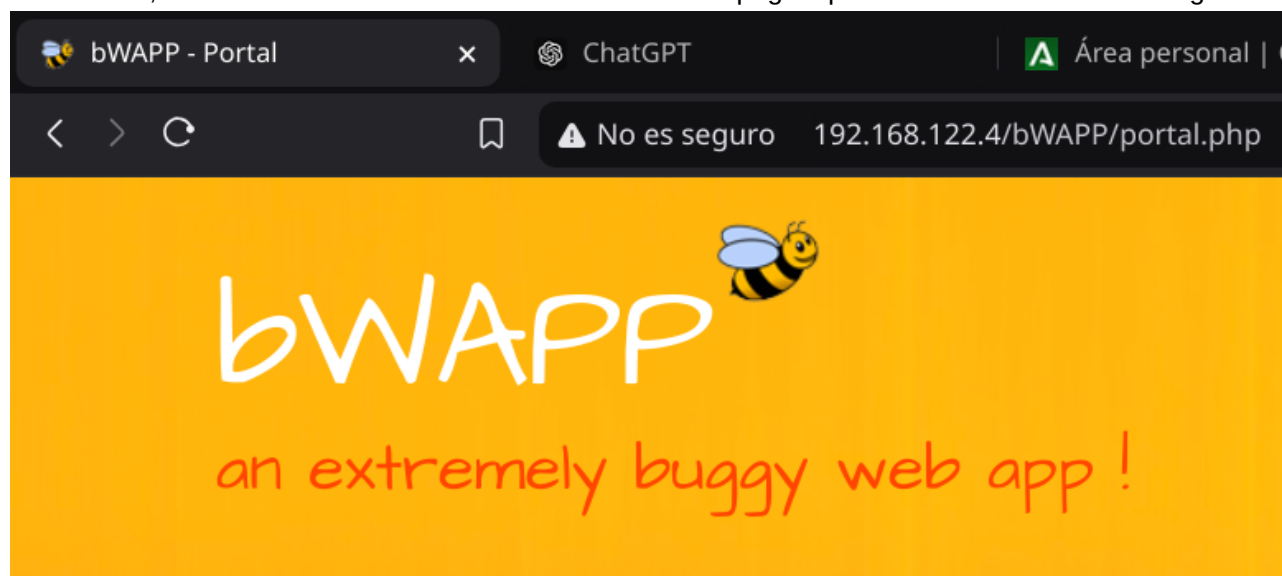 bWAPP - Portal
ChatGPT
Área personal |
No es seguro 192.168.122.4/bWAPP/portal.php
bWAPP
an extremely buggy web app !